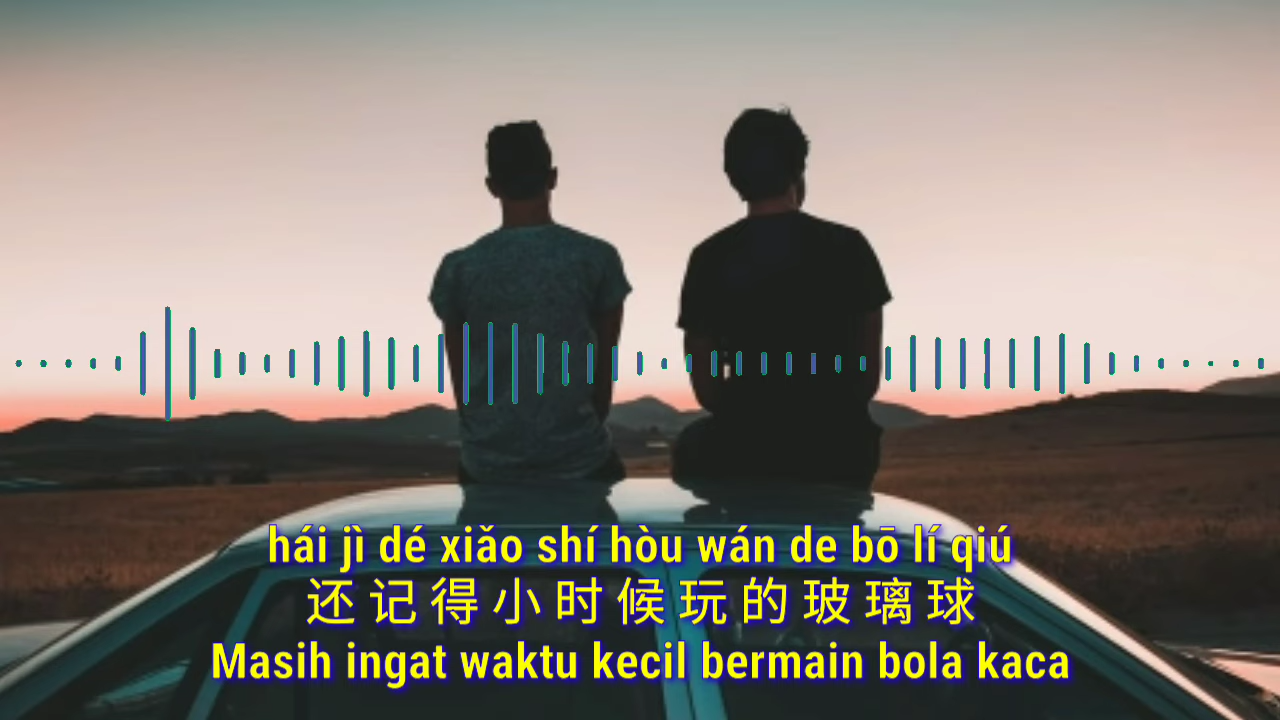 hái jì dé xiǎo shí hòu wán de bō lí qiú
还记得小时候玩的玻璃球
Masih ingat waktu kecil bermain bola kaca